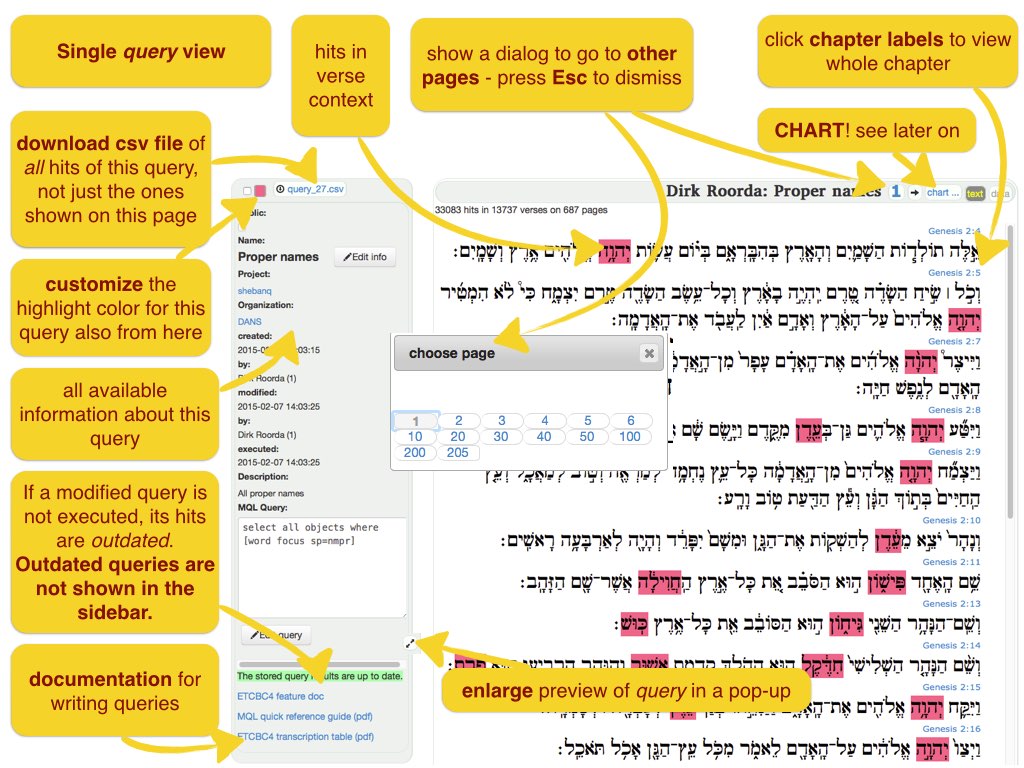 Single query view
hits in
verse
context
show a dialog to go to other
pages - press Esc to dismiss
click chapter labels to view
whole chapter
CHART! see later on
download csv file of
all hits of this query,
not just the ones
shown on this page
customize the
highlight color for this
query also from here
all available
information about this
query
If a modified query is
not executed, its hits
are outdated.
Outdated queries are
not shown in the
sidebar.
documentation for
writing queries
query_27.csv
Name:
Proper names
Edit info
Project:
shebanq
Organization:
DANS
created:
by:
Dirk Roorda (1)
modified:
2015-02-07 14:03:25
by:
Dirk Roorda (1)
executed:
2015-02-07 14:03:25
Description:
All proper names
MQL Query:
select all objects where
[word focus sp=nmpr]
Edit query
The stored query results are up to date.
ETCBC4 feature doc
MQL quick reference guide (pdf)
ETCBC4 transcription table (pdf)
Dirk Roorda: Proper names 1 chart ... text data
33083 hits in 13737 verses on 687 pages
Genesis 2:4
אֵ֣לֶּה תוֹלְד֧וֹת הַשָּׁמַ֛יִם וְהָאָ֖רֶץ בְּהִבָּֽרְאָ֑ם בְּי֗וֹם עֲשׂ֛וֹת יְהוָ֥ה אֱלֹהִ֖ים אֶ֥רֶץ וְשָׁמָֽיִם׃
Genesis 2:5
וְכֹ֣ל ׀ שִׂ֣יחַ הַשָּׂדֶ֗ה טֶ֚רֶם יִֽהְיֶ֣ה בָאָ֔רֶץ וְכָל־עֵ֥שֶׂב הַשָּׂדֶ֖ה טֶ֣רֶם יִצְמָ֑ח כִּי֩ לֹ֨א הִמְטִ֜יר
יְהוָ֤ה אֱלֹהִים֙ עַל־הָאָ֔רֶץ וְאָדָ֣ם אַ֔יִן לַֽעֲבֹ֖ד אֶת־הָֽאֲדָמָֽה׃
Genesis 2:7
וַיִּיצֶר֩ יְהוָ֨ה אֱלֹהִ֜ים אֶת־הָֽאָדָ֗ם עָפָר֙ מִן־הָ֣אֲדָמָ֔ה
הָֽאָדָ֖ם לְנֶ֥פֶשׁ חַיָּֽה׃
Genesis 2:8
וַיִּטַּ֞ע יְהוָ֧ה אֱלֹהִ֛ים גַּן־בְּעֵ֖דֶן מִקֶּ֑דֶם וַיָּ֣שֶׂם שָׁ֔ם
Genesis 2:9
וַיַּצְמַ֞ח יְהוָ֤ה אֱלֹהִים֙ מִן־הָ֣אֲדָמָ֔ה כָּל־עֵ֛ץ נֶחְמָ֥ד לְמַרְאֶ֖ה וְט֣וֹב לְמַאֲכָ֑ל וְעֵ֤ץ
הַֽחַיִּים֙ בְּת֣וֹךְ הַגָּ֔ן וְעֵ֕ץ הַדַּ֖עַת ט֥וֹב וָרָֽע׃
Genesis 2:10
וְנָהָר֙ יֹצֵ֣א מֵעֵ֔דֶן לְהַשְׁק֖וֹת אֶת־הַגָּ֑ן וּמִשָּׁם֙ יִפָּרֵ֔ד וְהָיָ֖ה לְאַרְבָּעָ֥ה רָאשִֽׁים׃
Genesis 2:11
שֵׁ֥ם הָֽאֶחָ֖ד פִּישׁ֑וֹן ה֣וּא הַסֹּבֵ֗ב אֵ֚ת כָּל־אֶ֣רֶץ הַֽחֲוִילָ֔ה אֲשֶׁר־שָׁ֖ם הַזָּהָֽב׃
Genesis 2:13
וְשֵֽׁם־הַנָּהָ֥ר הַשֵּׁנִ֖י גִּיח֑וֹן ה֣וּא הַסּוֹבֵ֔ב אֵ֖ת כָּל־אֶ֥רֶץ כּֽוּשׁ׃
Genesis 2:14
וְשֵׁ֨ם הַנָּהָ֤ר הַשְּׁלִישִׁי֙ חִדֶּ֔קֶל ה֥וּא הַֽהֹלֵ֖ךְ קִדְמַ֣ת אַשּׁ֑וּר וְהַנָּהָ֥ר הָֽרְבִיעִ֖י ה֥וּא פְרָֽת׃
Genesis 2:15
וַיִּקַּ֛ח יְהוָ֥ה אֱלֹהִ֖ים אֶת־הָֽאָדָ֑ם
Genesis 2:16
וַיְצַו֙ יְהוָ֣ה אֱלֹהִ֔ים עַל־הָֽאָדָ֖ם לֵאמֹ֑ר מִכֹּ֥ל עֵֽץ־הַגָּ֖ן אָכֹ֥ל תֹּאכֵֽל׃
choose page
1 2 3 4 5 6
10 20 30 40 50 100
200 205
enlarge preview of query in a pop-up